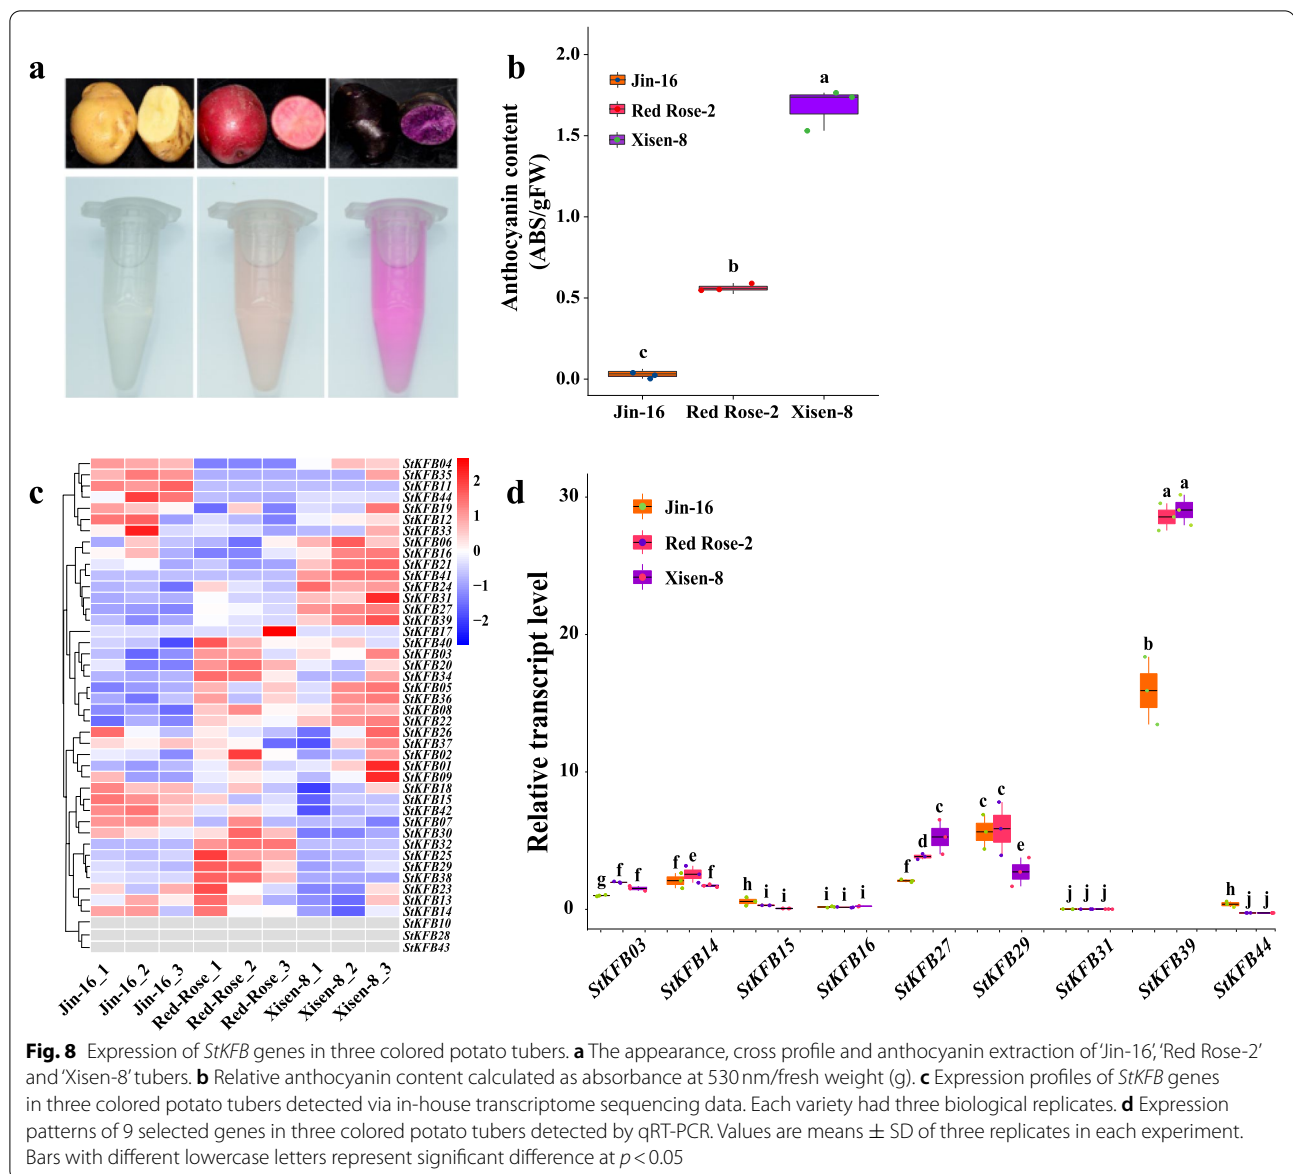 a
b
2.0
1.5
1.0
0.5
0.0
Anthocyanin content
(ABS/gFW)
Jin-16
Red Rose-2
Xisen-8
c
b
a
Jin-16 Red Rose-2 Xisen-8
c
2
1
0
−1
−2
StKFB04
StKFB35
StKFB11
StKFB44
StKFB19
StKFB12
StKFB33
StKFB06
StKFB16
StKFB21
StKFB41
StKFB24
StKFB31
StKFB27
StKFB39
StKFB17
StKFB40
StKFB03
StKFB20
StKFB34
StKFB05
StKFB36
StKFB08
StKFB22
StKFB26
StKFB37
StKFB02
StKFB01
StKFB09
StKFB18
StKFB15
StKFB42
StKFB07
StKFB30
StKFB32
StKFB25
StKFB29
StKFB38
StKFB23
StKFB13
StKFB14
StKFB10
StKFB28
StKFB43
Jin-16_1 Jin-16_2 Jin-16_3 Red-Rose_1 Red-Rose_2 Red-Rose_3 Xisen-8_1 Xisen-8_2 Xisen-8_3
d
30
20
10
0
Relative transcript level
Jin-16
Red Rose-2
Xisen-8
g f f f e f h i i i i i f d c c c e j j j b a a h j j
StKFB03 StKFB14 StKFB15 StKFB16 StKFB27 StKFB29 StKFB31 StKFB39 StKFB44
Fig. 8 Expression of StKFB genes in three colored potato tubers. a The appearance, cross profile and anthocyanin extraction of ‘Jin-16’, ‘Red Rose-2’
and ‘Xisen-8’ tubers. b Relative anthocyanin content calculated as absorbance at 530 nm/fresh weight (g). c Expression profiles of StKFB genes
in three colored potato tubers detected via in-house transcriptome sequencing data. Each variety had three biological replicates. d Expression
patterns of 9 selected genes in three colored potato tubers detected by qRT-PCR. Values are means ± SD of three replicates in each experiment.
Bars with different lowercase letters represent significant difference at p < 0.05